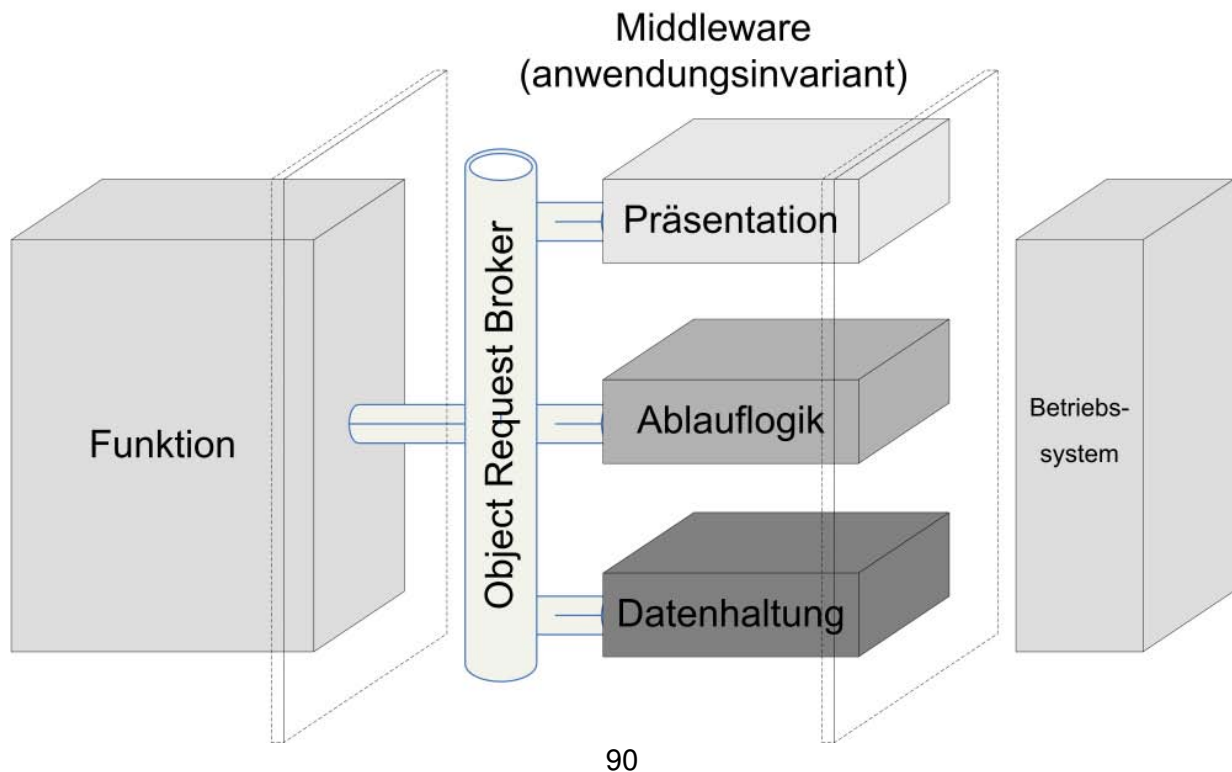 Middleware
(anwendungsinvariant)
Funktion
Object Request Broker
Präsentation
Ablauflogik
Datenhaltung
Betriebs-
system
90